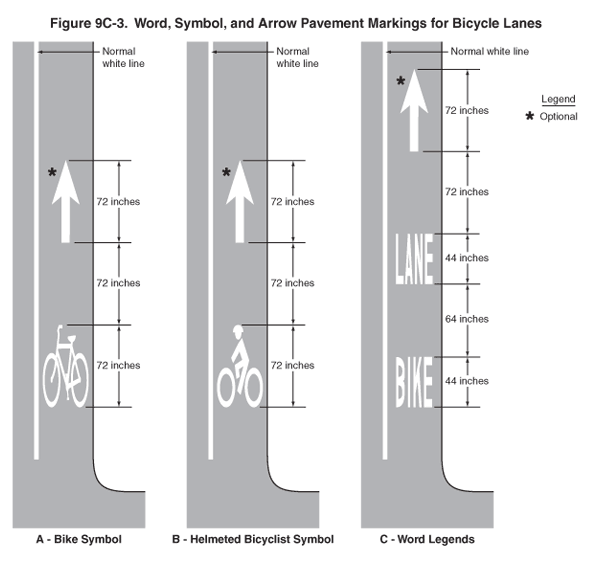 Figure 9C-3. Word, Symbol, and Arrow Pavement Markings for Bicycle Lanes
Normal
white line
*
72 inches
72 inches
72 inches
A - Bike Symbol
Normal
white line
*
72 inches
72 inches
72 inches
B - Helmeted Bicyclist Symbol
Normal white line
*
72 inches
72 inches
LANE
44 inches
64 inches
BIKE
44 inches
C - Word Legends
Legend
* Optional